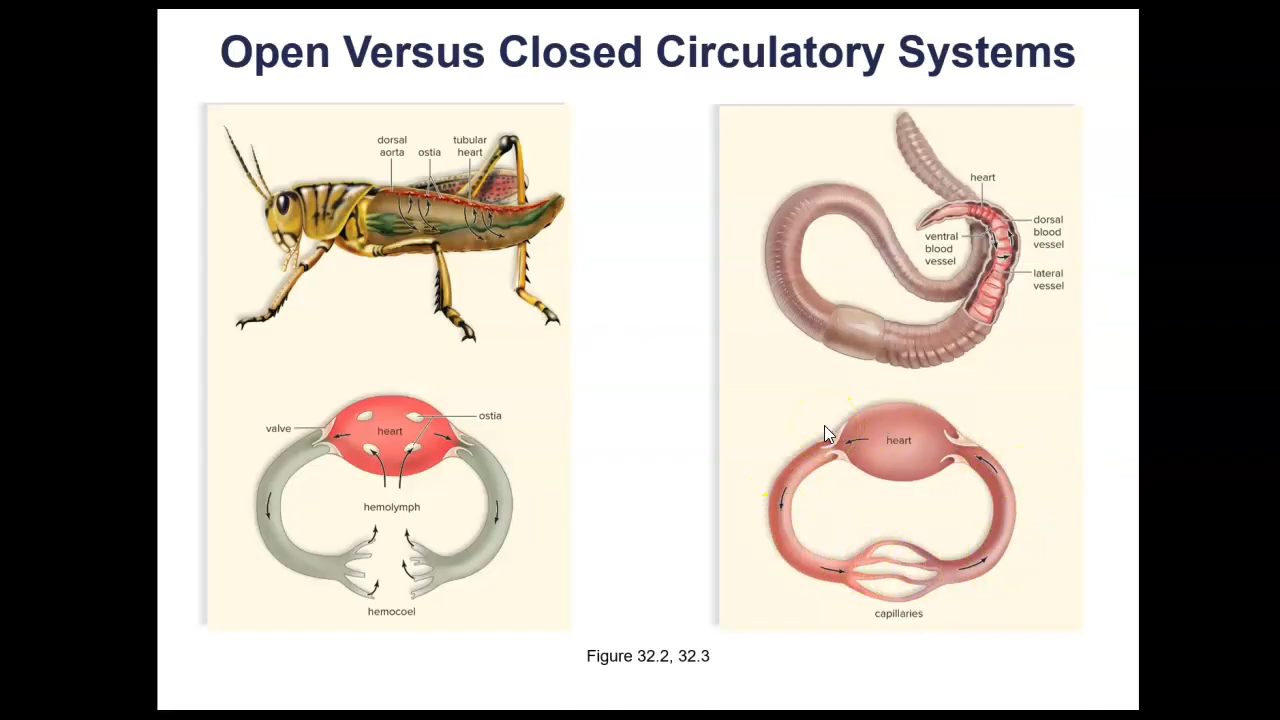 Open Versus Closed Circulatory Systems
dorsal
aorta
ostia
tubular
heart
valve
heart
ostia
hemolymph
hemocoel
heart
ventral
blood
vessel
dorsal
blood
vessel
lateral
vessel
heart
capillaries
Figure 32.2, 32.3